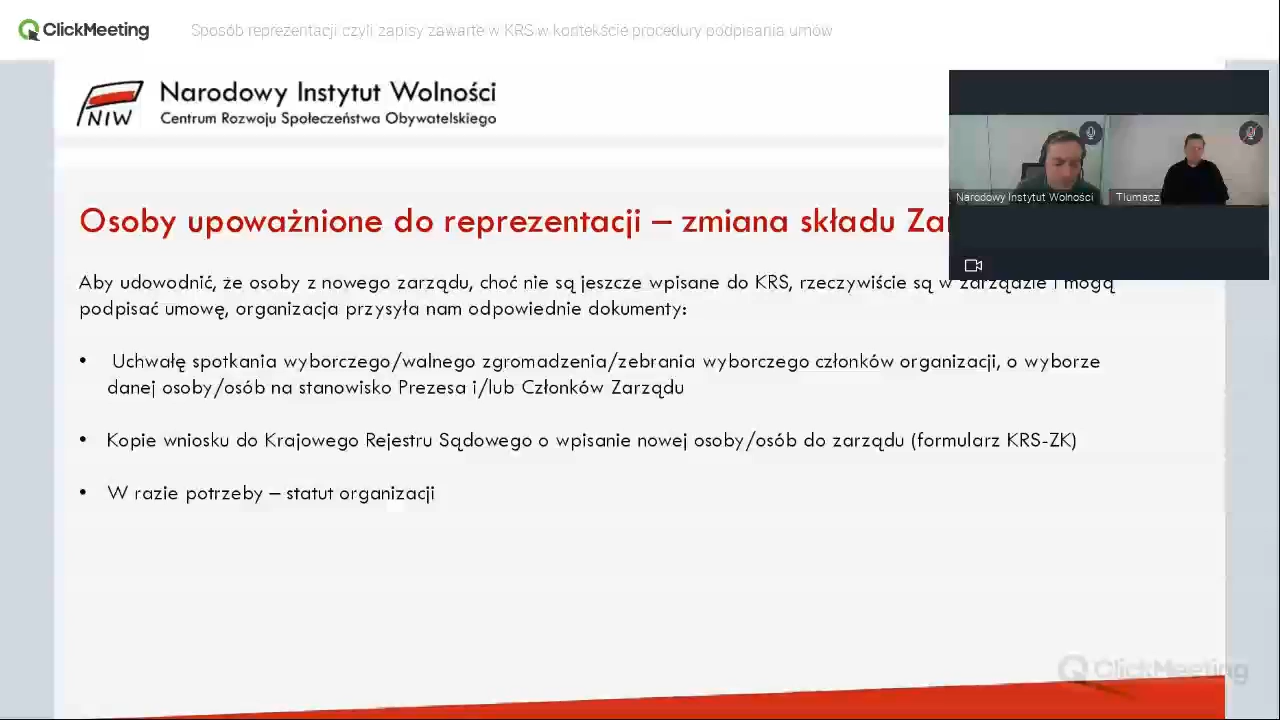 ClickMeeting
Sposób reprezentacji czyli zapisy zawarte w KRS w kontekście procedury podpisania umów
NIW
Narodowy Instytut Wolności
Centrum Rozwoju Społeczeństwa Obywatelskiego
Narodowy Instytut Wolności
Tłumacz
Osoby upoważnione do reprezentacji – zmiana składu
Aby udowodnić, że osoby z nowego zarządu, choć nie są jeszcze wpisane do KRS, rzeczywiście są w zarządzie i mogą
podpisać umowę, organizacja przysyła nam odpowiednie dokumenty:
• Uchwałę spotkania wyborczego/walnego zgromadzenia/zebrania wyborczego członków organizacji, o wyborze
danej osoby/osób na stanowisko Prezesa i/lub Członków Zarządu
• Kopie wniosku do Krajowego Rejestru Sądowego o wpisanie nowej osoby/osób do zarządu (formularz KRS-ZK)
• W razie potrzeby – statut organizacji
ClickMeeting